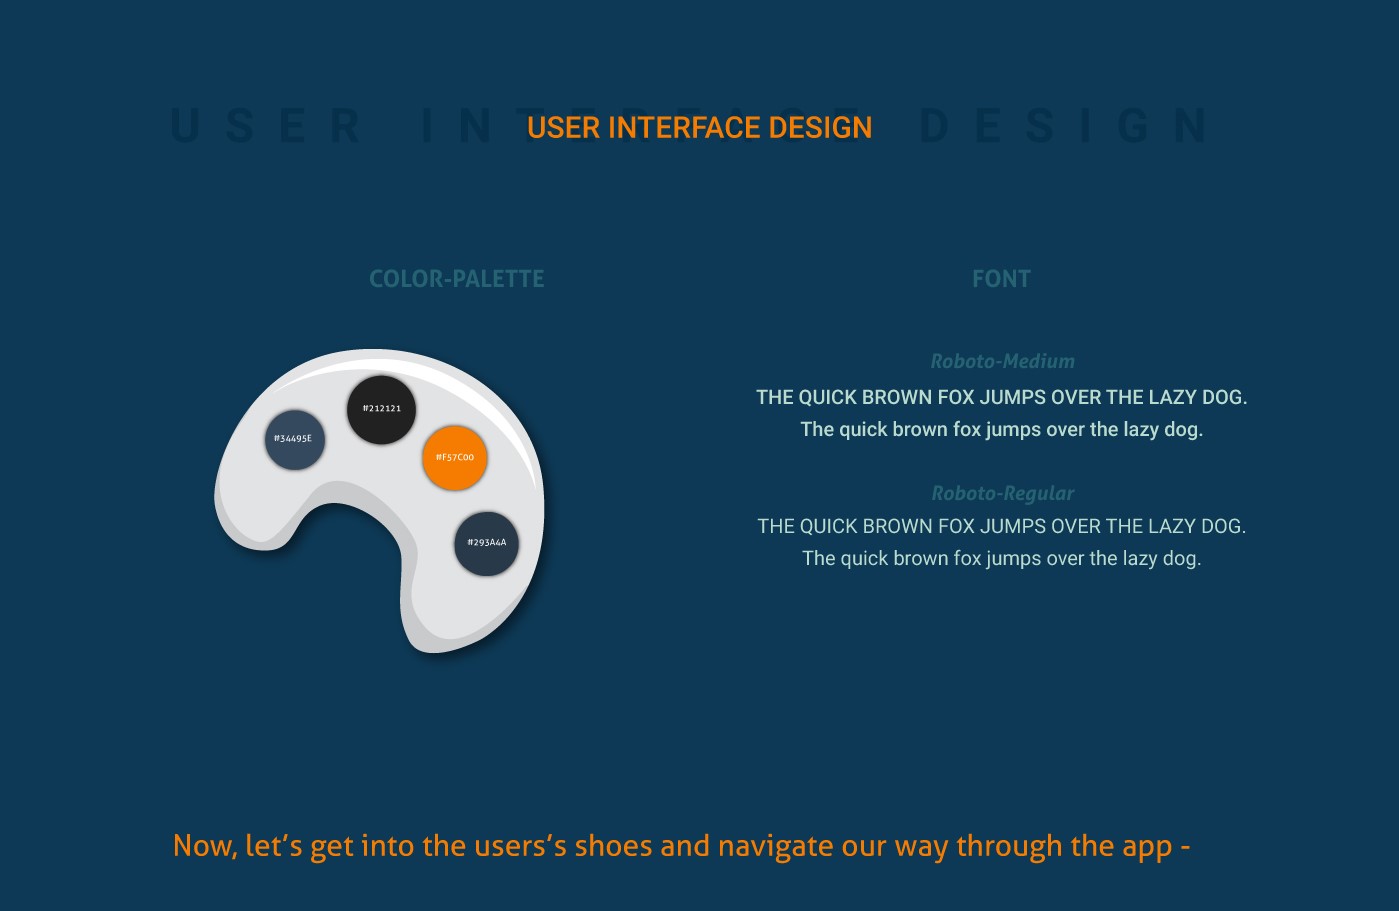 USER INTERFACE DESIGN
USER INTERFACE DESIGN
COLOR-PALETTE
#34495E
#212121
#F57C00
#293A4A
FONT
Roboto-Medium
THE QUICK BROWN FOX JUMPS OVER THE LAZY DOG.
The quick brown fox jumps over the lazy dog.
Roboto-Regular
THE QUICK BROWN FOX JUMPS OVER THE LAZY DOG.
The quick brown fox jumps over the lazy dog.
Now, let’s get into the users’s shoes and navigate our way through the app -